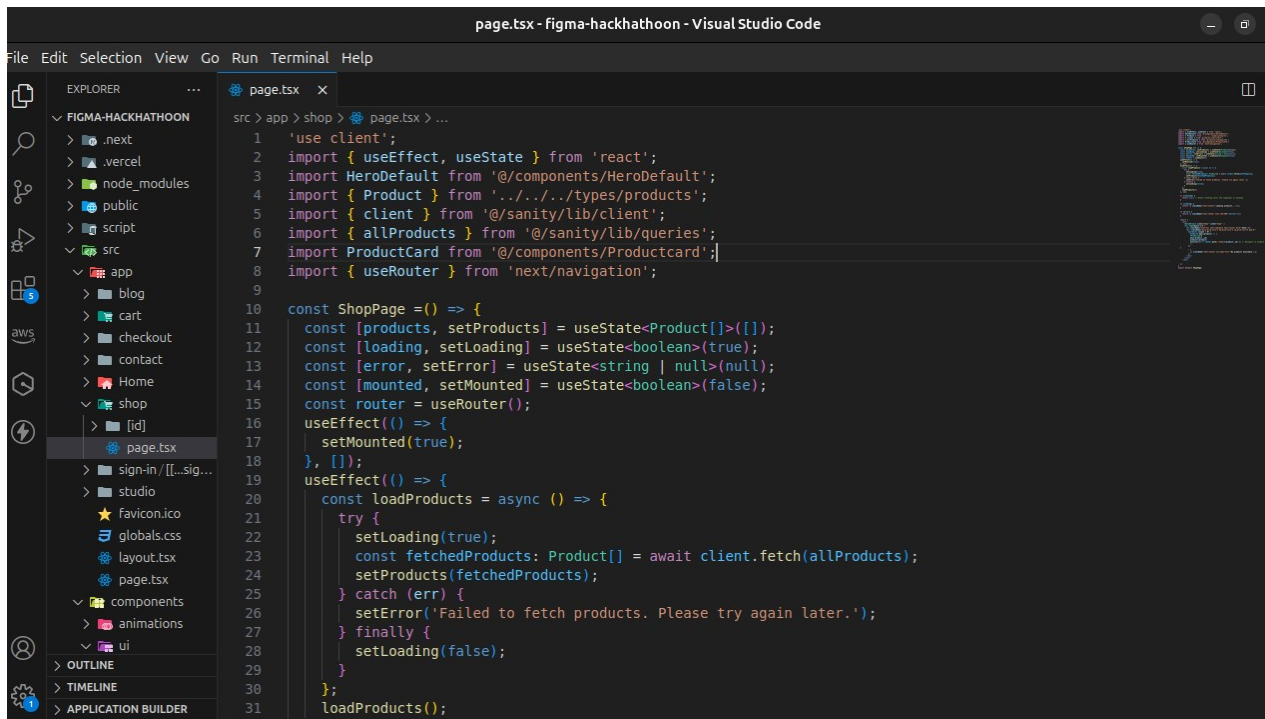 page.tsx - figma-hackhathoon - Visual Studio Code
File Edit Selection View Go Run Terminal Help
EXPLORER
FIGMA-HACKHATHOON
.next
.vercel
node_modules
public
script
src
app
blog
cart
checkout
contact
Home
shop
[id]
page.tsx
sign-in/[[...sig...
studio
favicon.ico
globals.css
layout.tsx
page.tsx
components
animations
ui
OUTLINE
TIMELINE
APPLICATION BUILDER
5
aws
1
page.tsx
src > app > shop > page.tsx > ...
1 'use client';
2 import { useEffect, useState } from 'react';
3 import HeroDefault from '@/components/HeroDefault';
4 import { Product } from '../../../types/products';
5 import { client } from '@/sanity/lib/client';
6 import { allProducts } from '@/sanity/lib/queries';
7 import ProductCard from '@/components/Productcard';
8 import { useRouter } from 'next/navigation';
9
10 const ShopPage =() => {
11 const [products, setProducts] = useState<Product[]>([]);
12 const [loading, setLoading] = useState<boolean>(true);
13 const [error, setError] = useState<string | null>(null);
14 const [mounted, setMounted] = useState<boolean>(false);
15 const router = useRouter();
16 useEffect(() => {
17 setMounted(true);
18 }, []);
19 useEffect(() => {
20 const loadProducts = async () => {
21 try {
22 setLoading(true);
23 const fetchedProducts: Product[] = await client.fetch(allProducts);
24 setProducts(fetchedProducts);
25 } catch (err) {
26 setError('Failed to fetch products. Please try again later.');
27 } finally {
28 setLoading(false);
29 }
30 };
31 loadProducts();